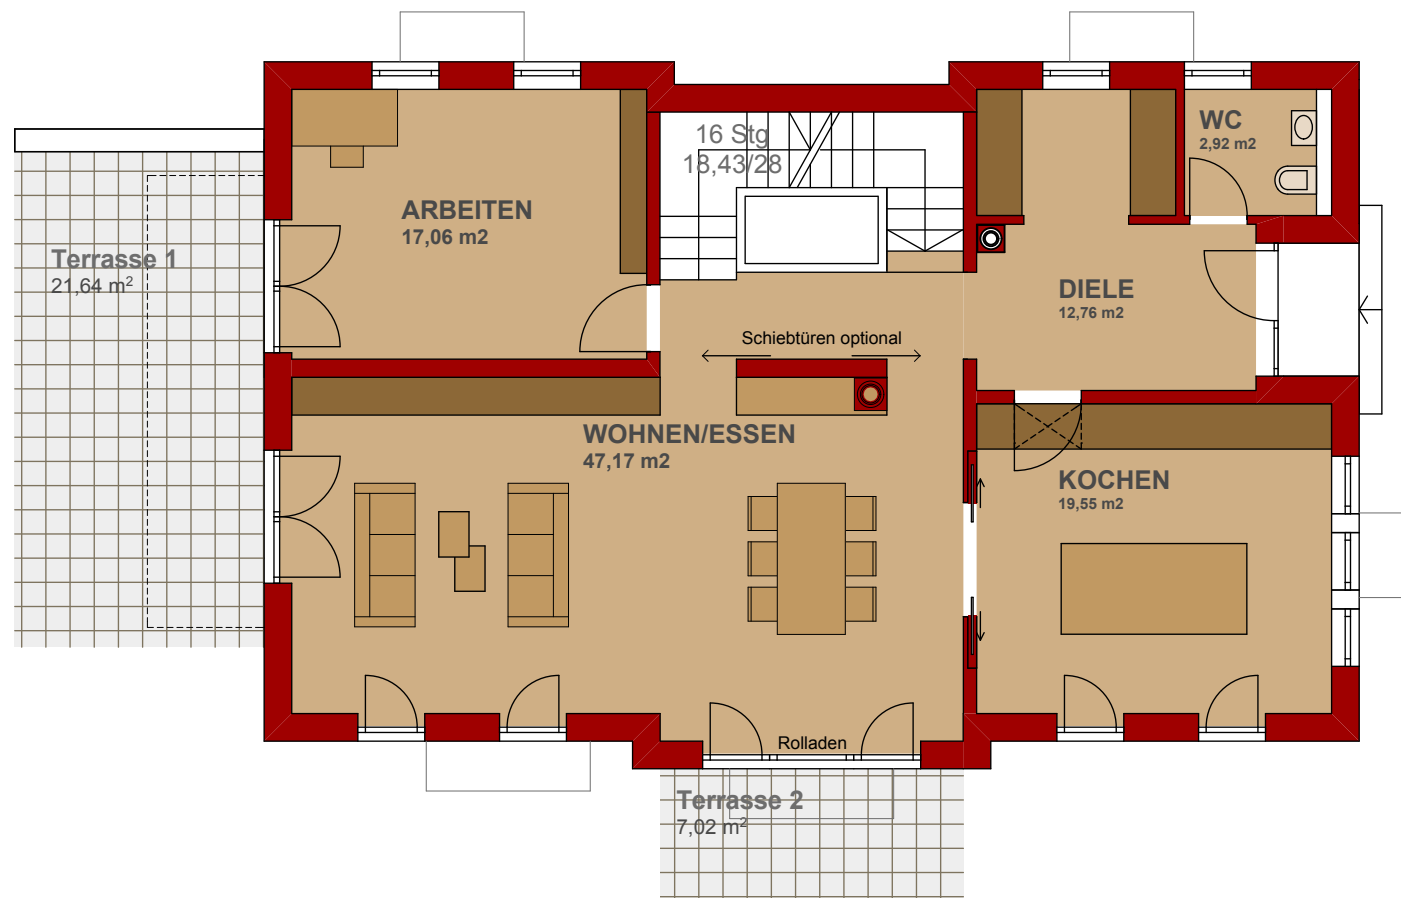 16 Stg
18,43/28
WC
2,92 m2
ARBEITEN
17,06 m2
Terrasse 1
21,64 m²
DIELE
12,76 m2
Schiebtüren optional
WOHNEN/ESSEN
47,17 m2
KOCHEN
19,55 m2
Rolladen
Terrasse 2
7,02 m²